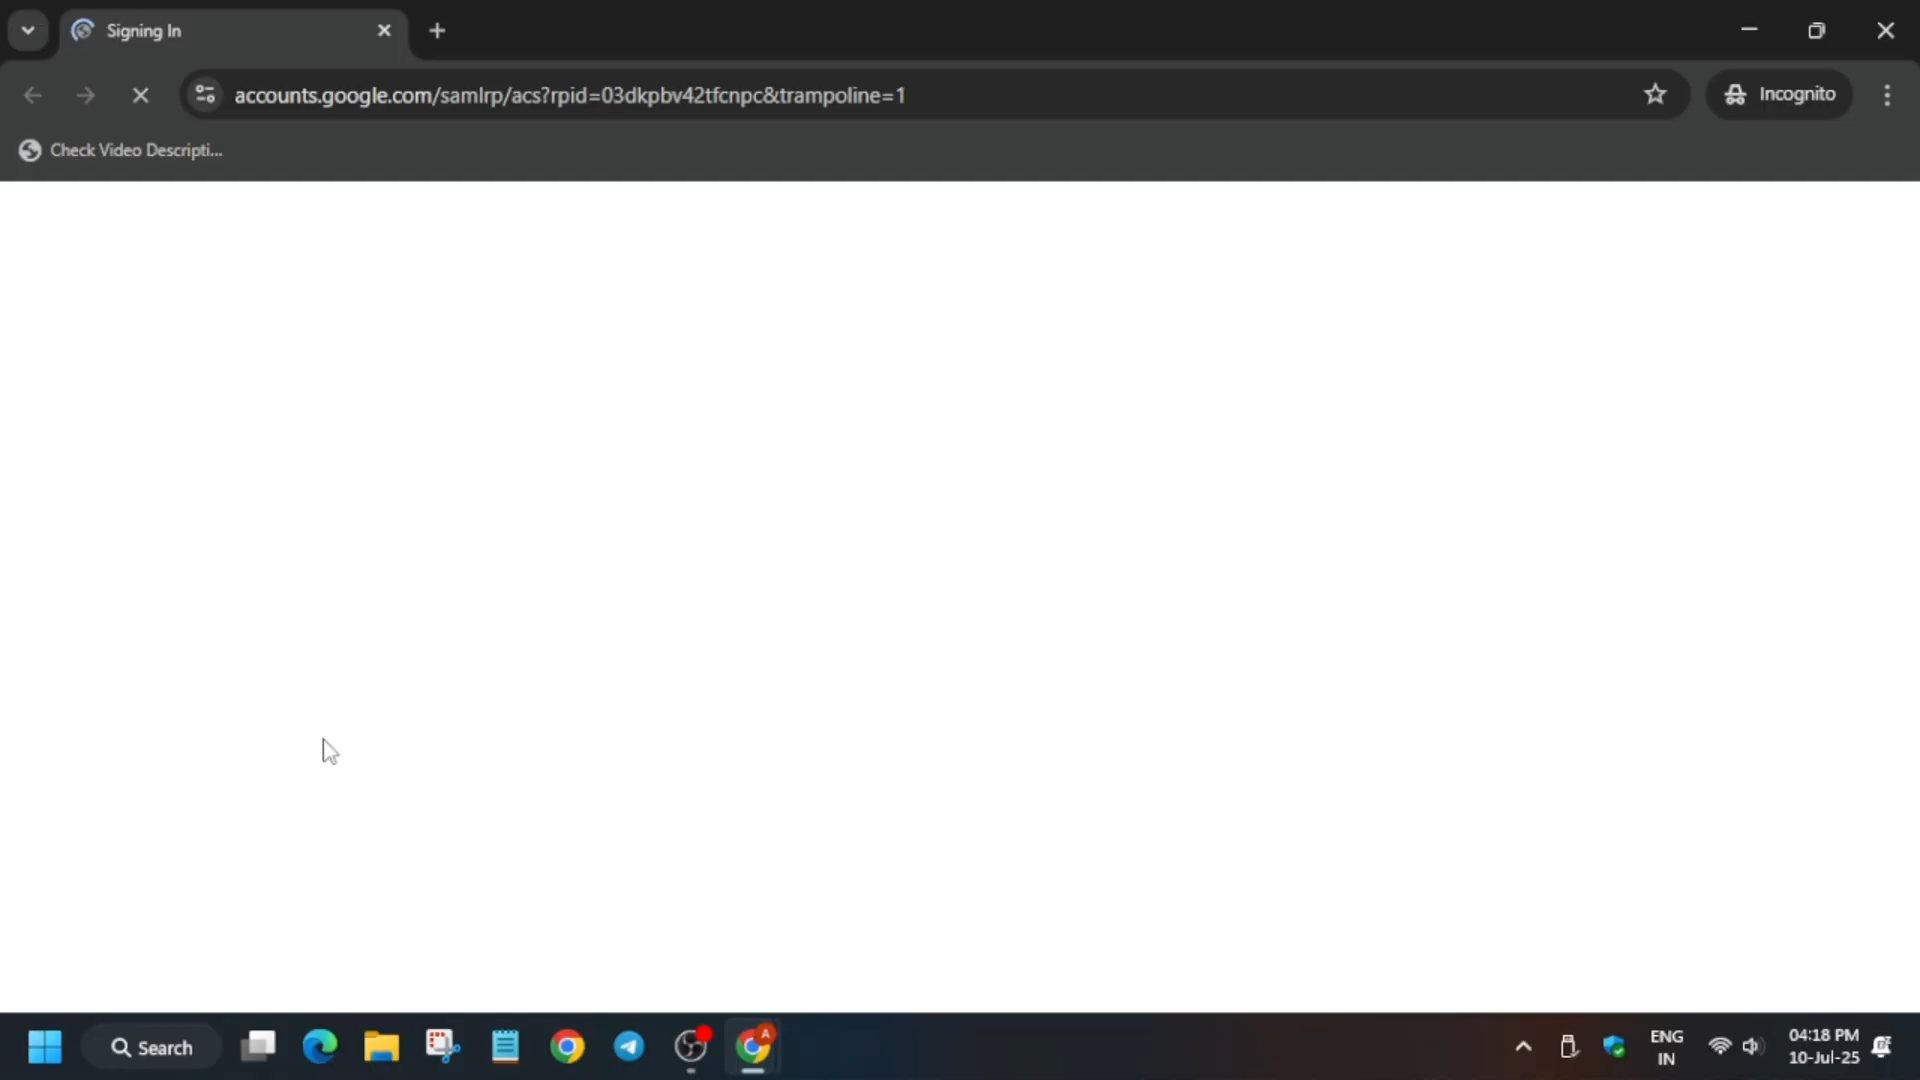 Signing In
accounts.google.com/samlrp/acs?rpid=03dkpbv42tfcnpc&trampoline=1
Incognito
Check Video Descripti...
Search
A
ENG
IN
04:18 PM
10-Jul-25